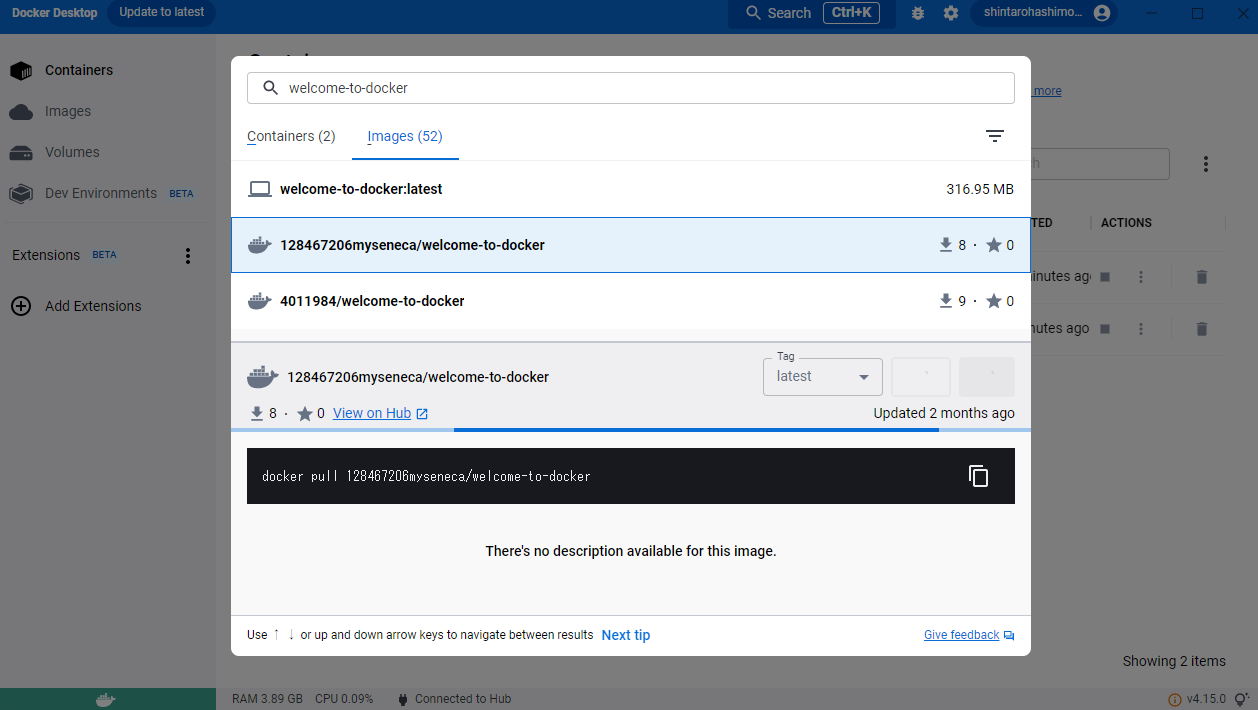 Docker Desktop Update to latest Search Ctrl+K shintarohashimo...
Containers
Images
Volumes
Dev Environments BETA
Extensions BETA
Add Extensions
more
TED ACTIONS
inutes ago
nutes ago
Showing 2 items
welcome-to-docker
Containers (2) Images (52)
welcome-to-docker:latest 316.95 MB
128467206myseneca/welcome-to-docker 8 · 0
4011984/welcome-to-docker 9 · 0
128467206myseneca/welcome-to-docker Tag latest
8 · 0 View on Hub Updated 2 months ago
docker pull 128467206myseneca/welcome-to-docker
There's no description available for this image.
Use ↑ ↓ or up and down arrow keys to navigate between results Next tip Give feedback
RAM 3.89 GB CPU 0.09% Connected to Hub v4.15.0